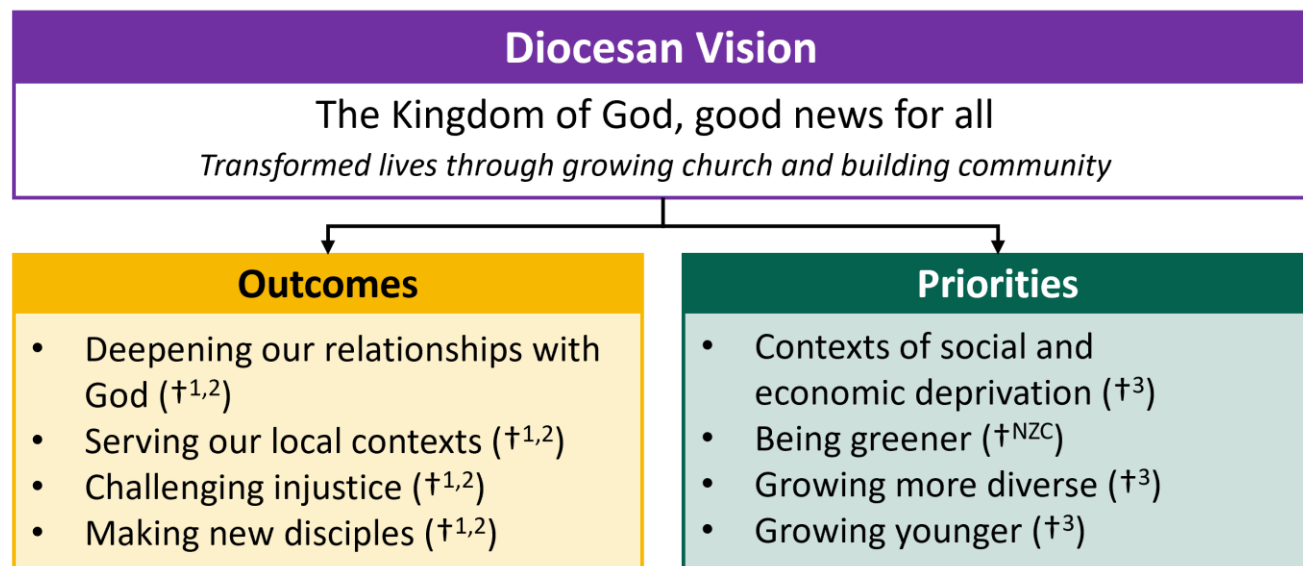 Diocesan Vision
The Kingdom of God, good news for all
Transformed lives through growing church and building community
Outcomes
• Deepening our relationships with
God (†1,2)
• Serving our local contexts (†1,2)
• Challenging injustice (†1,2)
• Making new disciples (†1,2)
Priorities
• Contexts of social and
economic deprivation (†3)
• Being greener (†NZC)
• Growing more diverse (†3)
• Growing younger (†3)